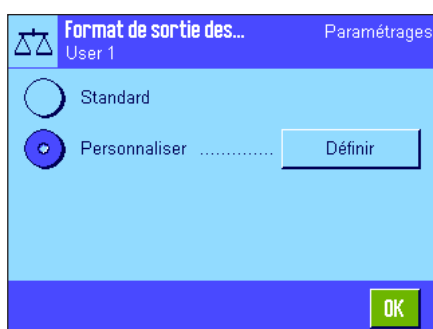 Format de sortie des... Paramétrages
User 1
Standard
Personnaliser .............. Définir
OK